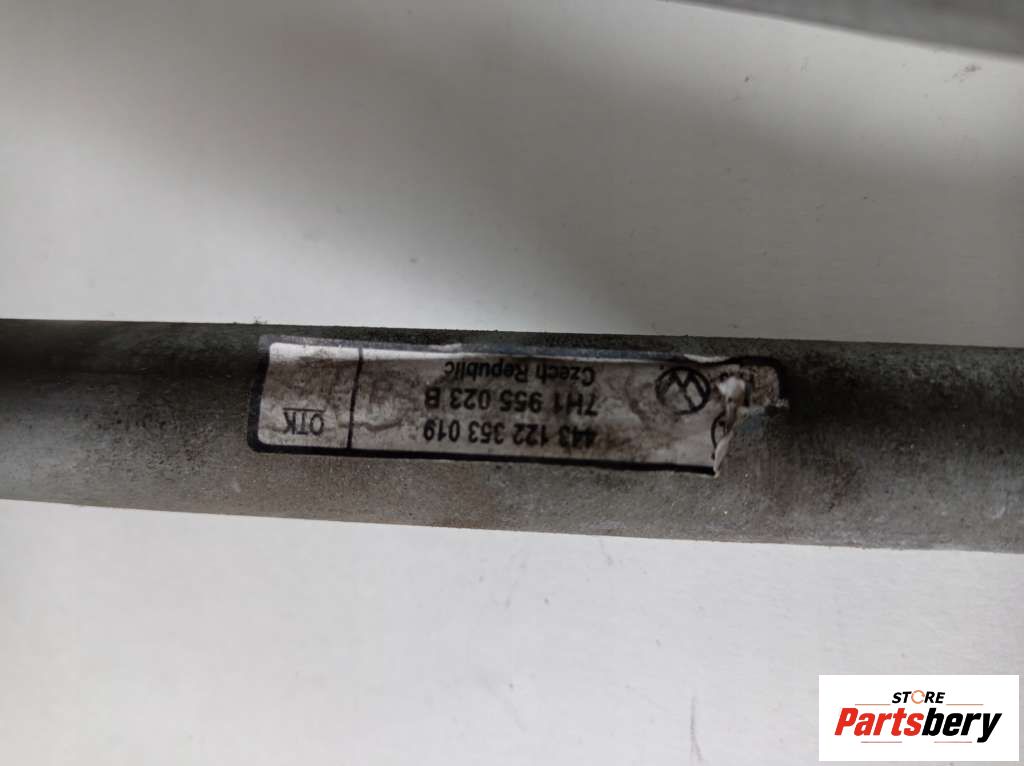 443 122 353 019
7H1 955 023 B
Czech Republic
OTK
STORE
Partsbery